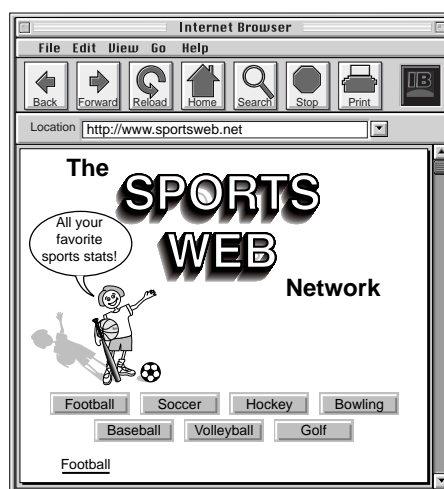 Internet Browser
File Edit View Go Help
Back Forward Reload Home Search Stop Print IB
Location http://www.sportsweb.net
The
SPORTS
WEB
Network
All your
favorite
sports stats!
Football Soccer Hockey Bowling
Baseball Volleyball Golf
Football